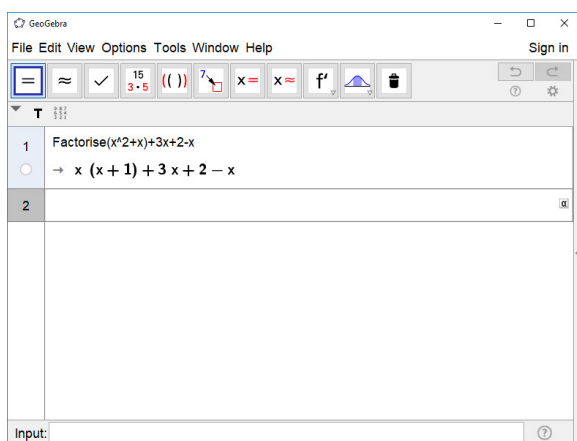 GeoGebra
File Edit View Options Tools Window Help Sign in
= ≈ ✓ 15 3•5 (( )) 7 x= x≈ f'
T
1 Factorise(x^2+x)+3x+2-x
→ x (x + 1) + 3 x + 2 − x
2 α
Input: